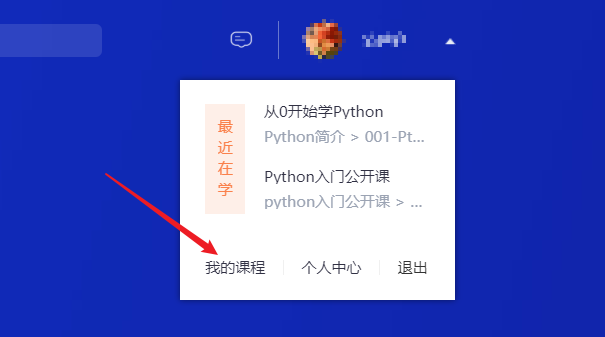 最近在学
从0开始学Python
Python简介 > 001-Pt...
Python入门公开课
python入门公开课 > ...
我的课程
个人中心
退出